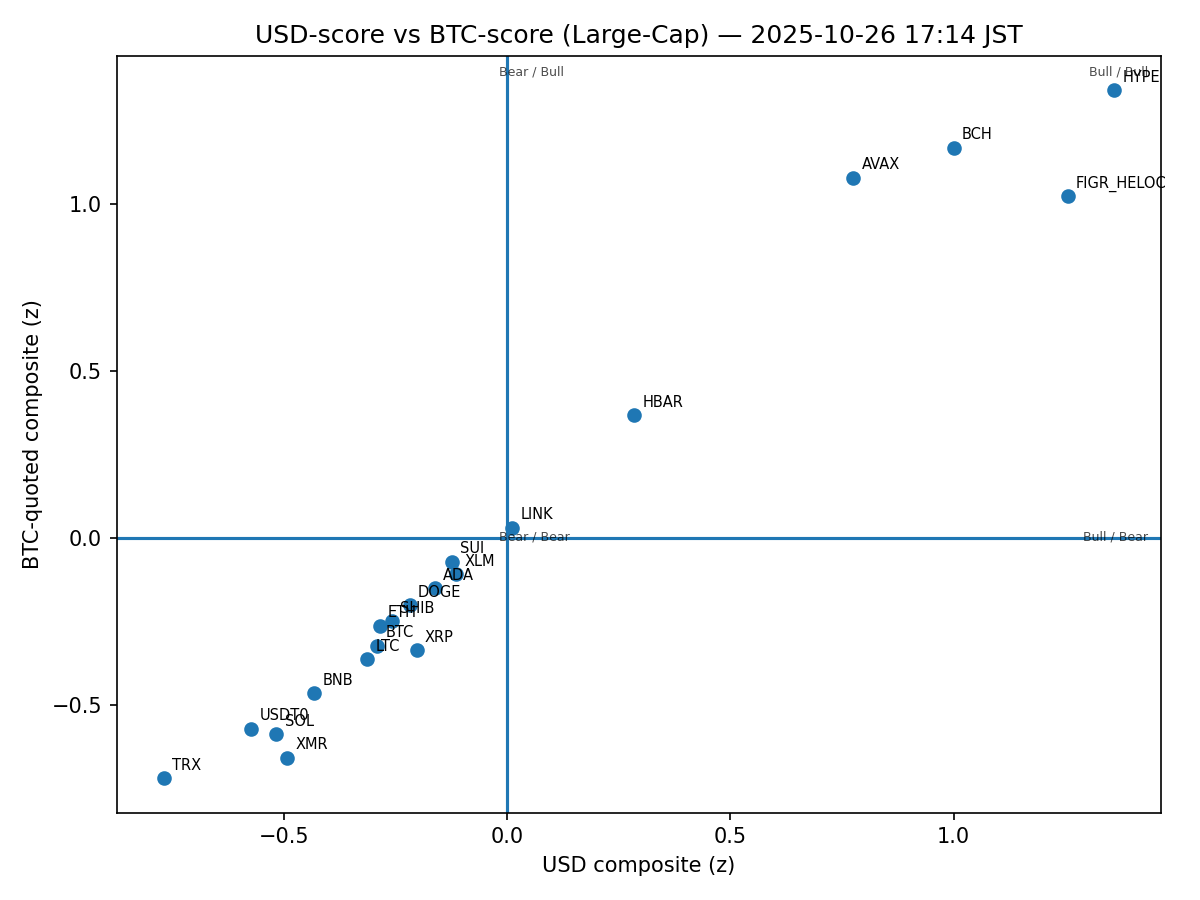 USD-score vs BTC-score (Large-Cap) — 2025-10-26 17:14 JST
Bear / Bull
Bull / Bull
HYPE
BCH
AVAX
FIGR_HELOC
1.0
0.5
HBAR
LINK
0.0
Bear / Bear
Bull / Bear
SUI
XLM
ADA
DOGE
SHIB
ETH
BTC
XRP
LTC
BNB
−0.5
USDT0
SOL
XMR
TRX
−0.5
0.0
0.5
1.0
USD composite (z)
BTC-quoted composite (z)